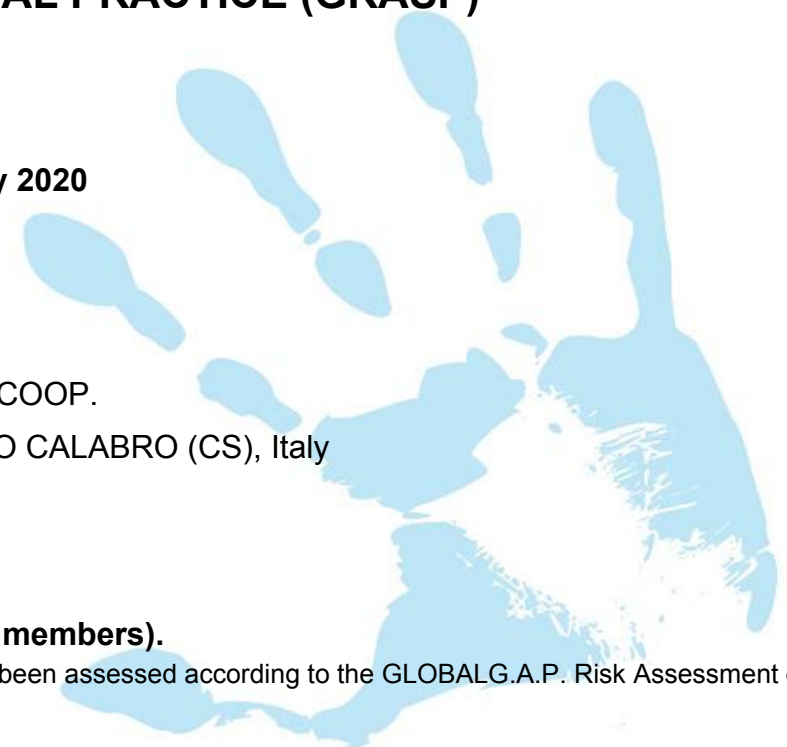 AL PRACTICE (GRASP)
y 2020
COOP.
O CALABRO (CS), Italy
members).
been assessed according to the GLOBALG.A.P. Risk Assessment